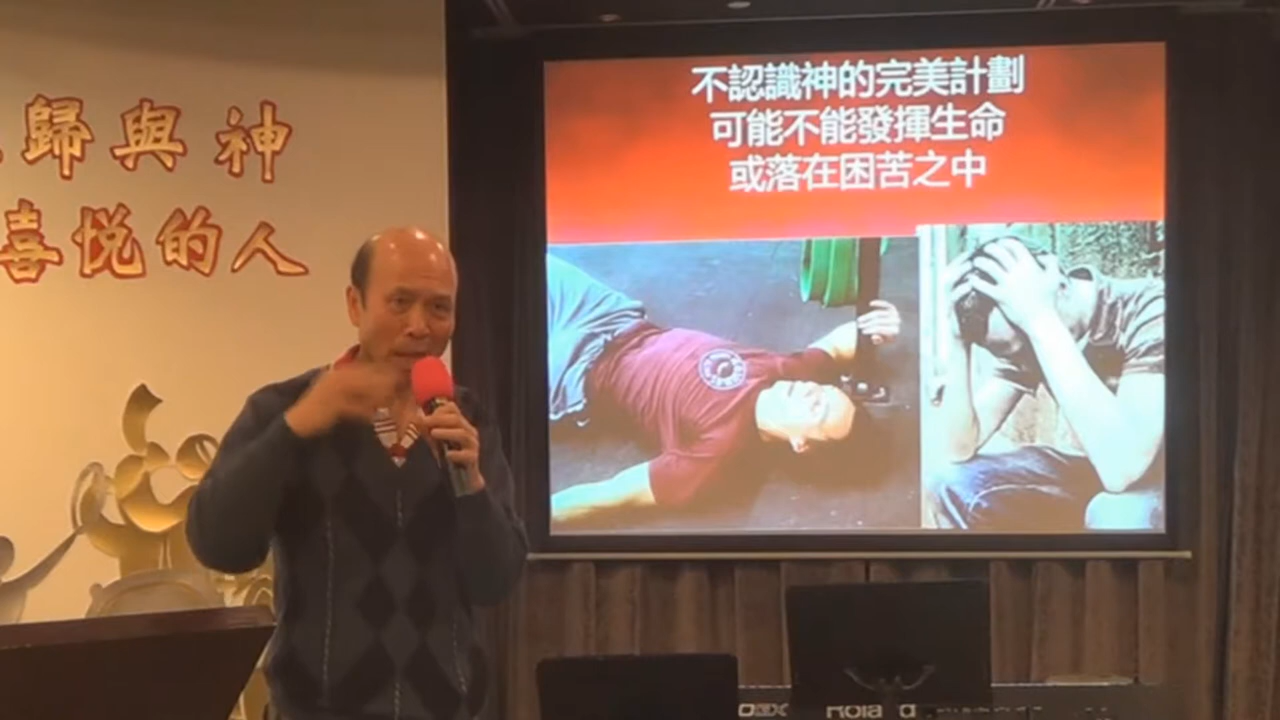 歸與神
喜悅的人
不認識神的完美計劃
可能不能發揮生命
或落在困苦之中
Roland